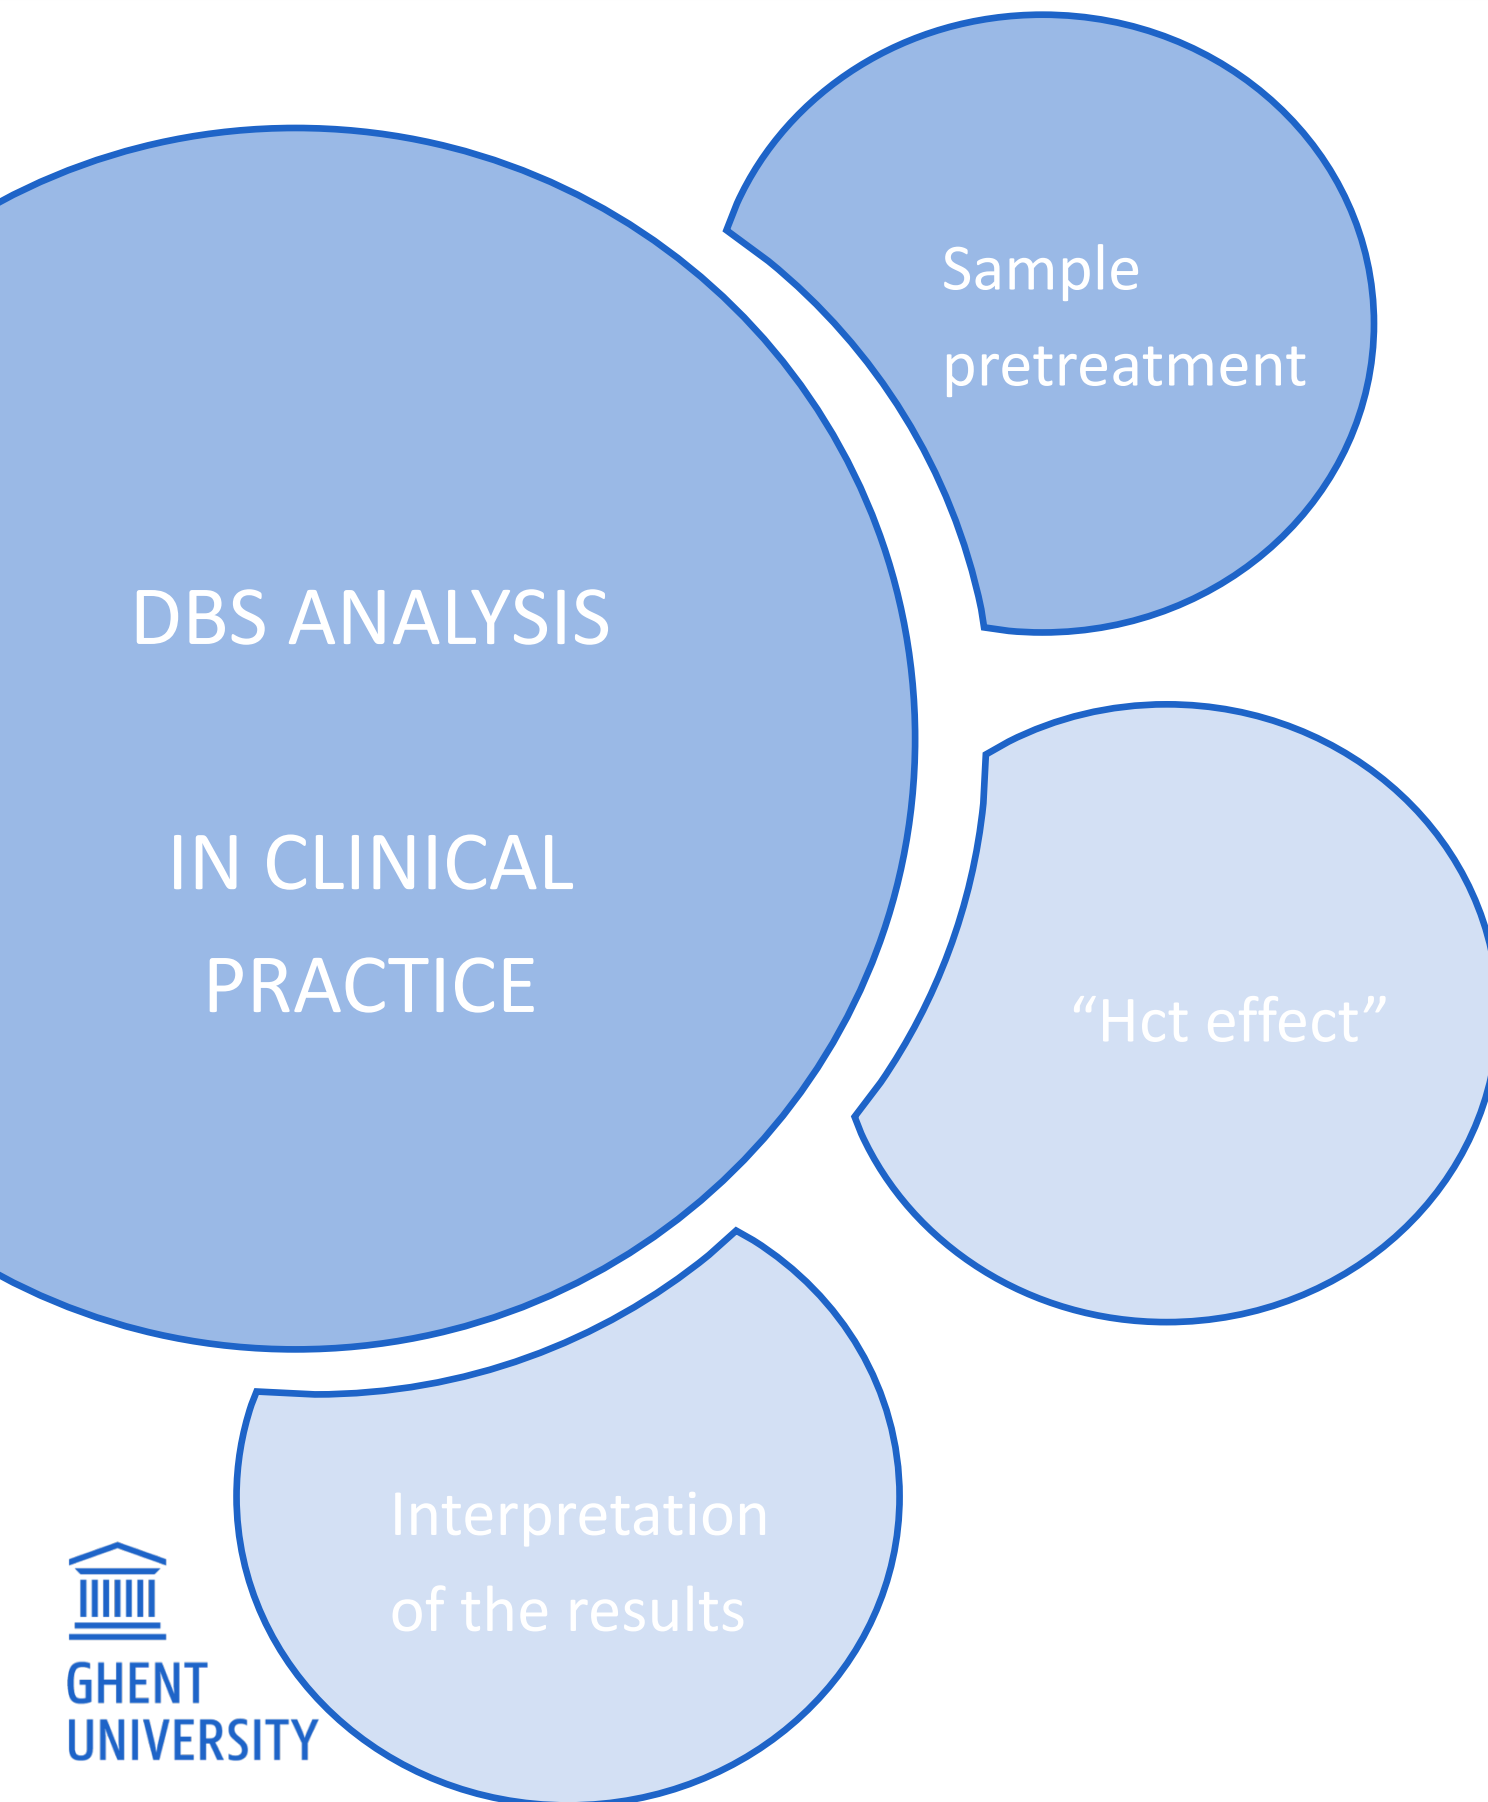 DBS ANALYSIS
IN CLINICAL
PRACTICE
Sample
pretreatment
“Hct effect”
Interpretation
of the results
GHENT
UNIVERSITY